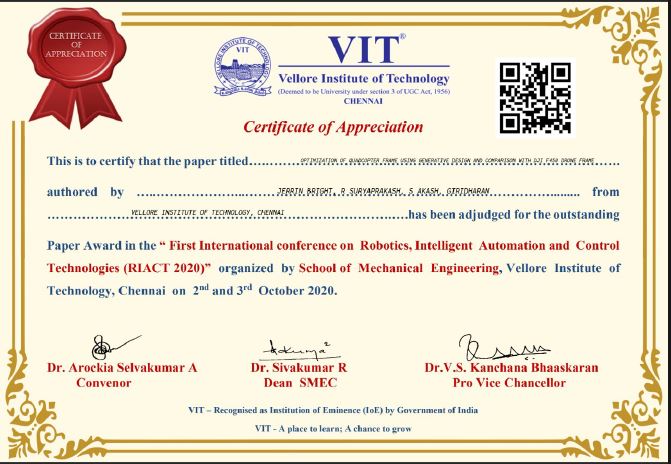 CERTIFICATE
OF
APPRECIATION
VELLORE INSTITUTE OF TECHNOLOGY
VIT
VIT®
Vellore Institute of Technology
(Deemed to be University under section 3 of UGC Act, 1956)
CHENNAI
Certificate of Appreciation
This is to certify that the paper titled..........OPTIMIZATION OF QUADCOPTER FRAME USING GENERATIVE DESIGN AND COMPARISON WITH DJI F450 DRONE FRAME......
authored by ..........................JERRIN BRIGHT, R SURYAPRAKASH, S AKASH, GIRIDHARAN.......................... from
....................VELLORE INSTITUTE OF TECHNOLOGY, CHENNAI..............................has been adjudged for the outstanding
Paper Award in the “ First International conference on Robotics, Intelligent Automation and Control
Technologies (RIACT 2020)” organized by School of Mechanical Engineering, Vellore Institute of
Technology, Chennai on 2nd and 3rd October 2020.
Dr. Arockia Selvakumar A
Convenor
Dr. Sivakumar R
Dean SMEC
Dr.V.S. Kanchana Bhaaskaran
Pro Vice Chancellor
VIT – Recognised as Institution of Eminence (IoE) by Government of India
VIT - A place to learn; A chance to grow